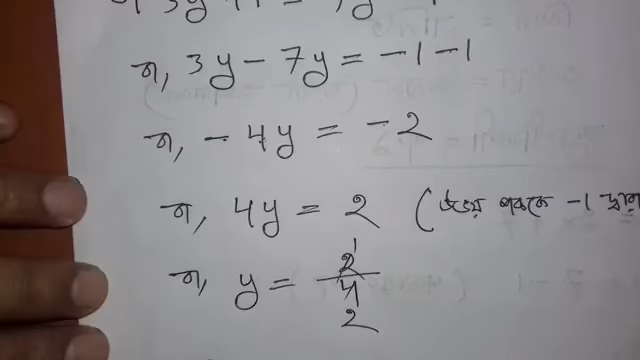 বা, 3y - 7y = -1 - 1
বা, - 4y = - 2
বা, 4y = 2 (উভয় পক্ষকে -1 দ্বারা
বা, y = 2/4 1 2